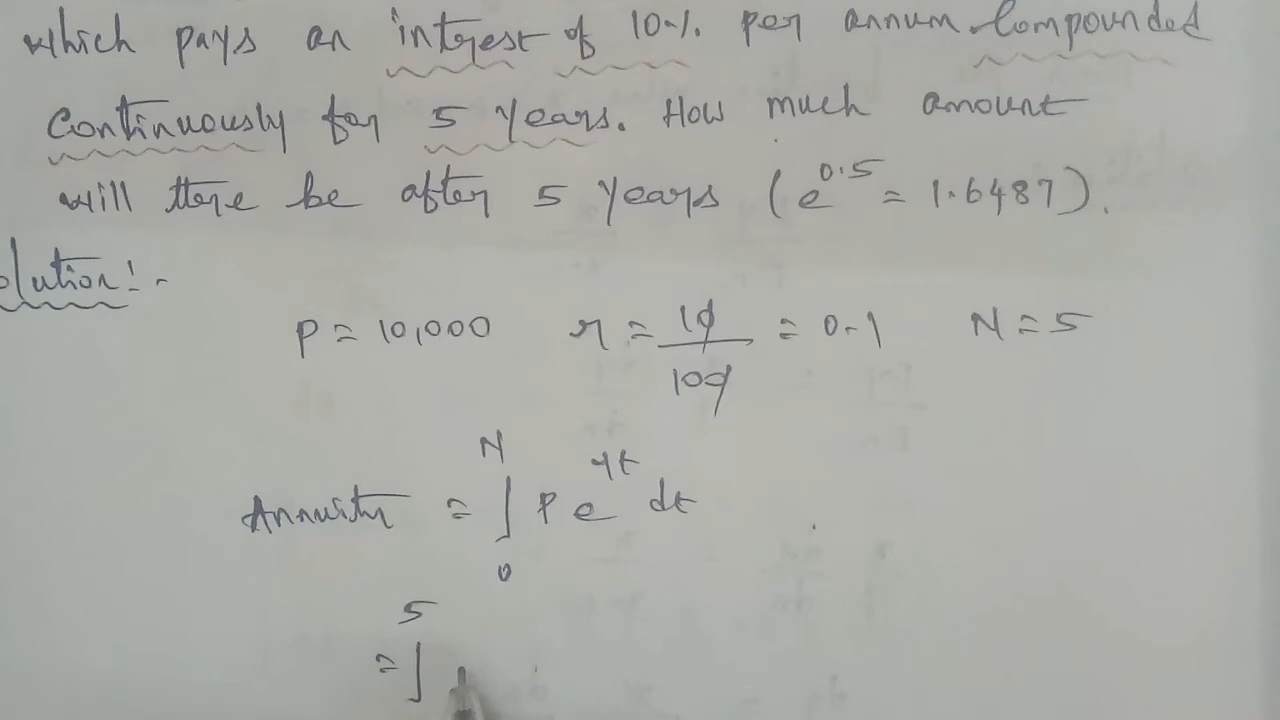 which pays an interest of 10% per annum compounded
continuously for 5 years. How much amount
will there be after 5 years (e^0.5 = 1.6487).
olution:-
P = 10,000 r = 10/100 = 0.1 N = 5
Annuity = ∫_0^N P e^rt dt
= ∫^5